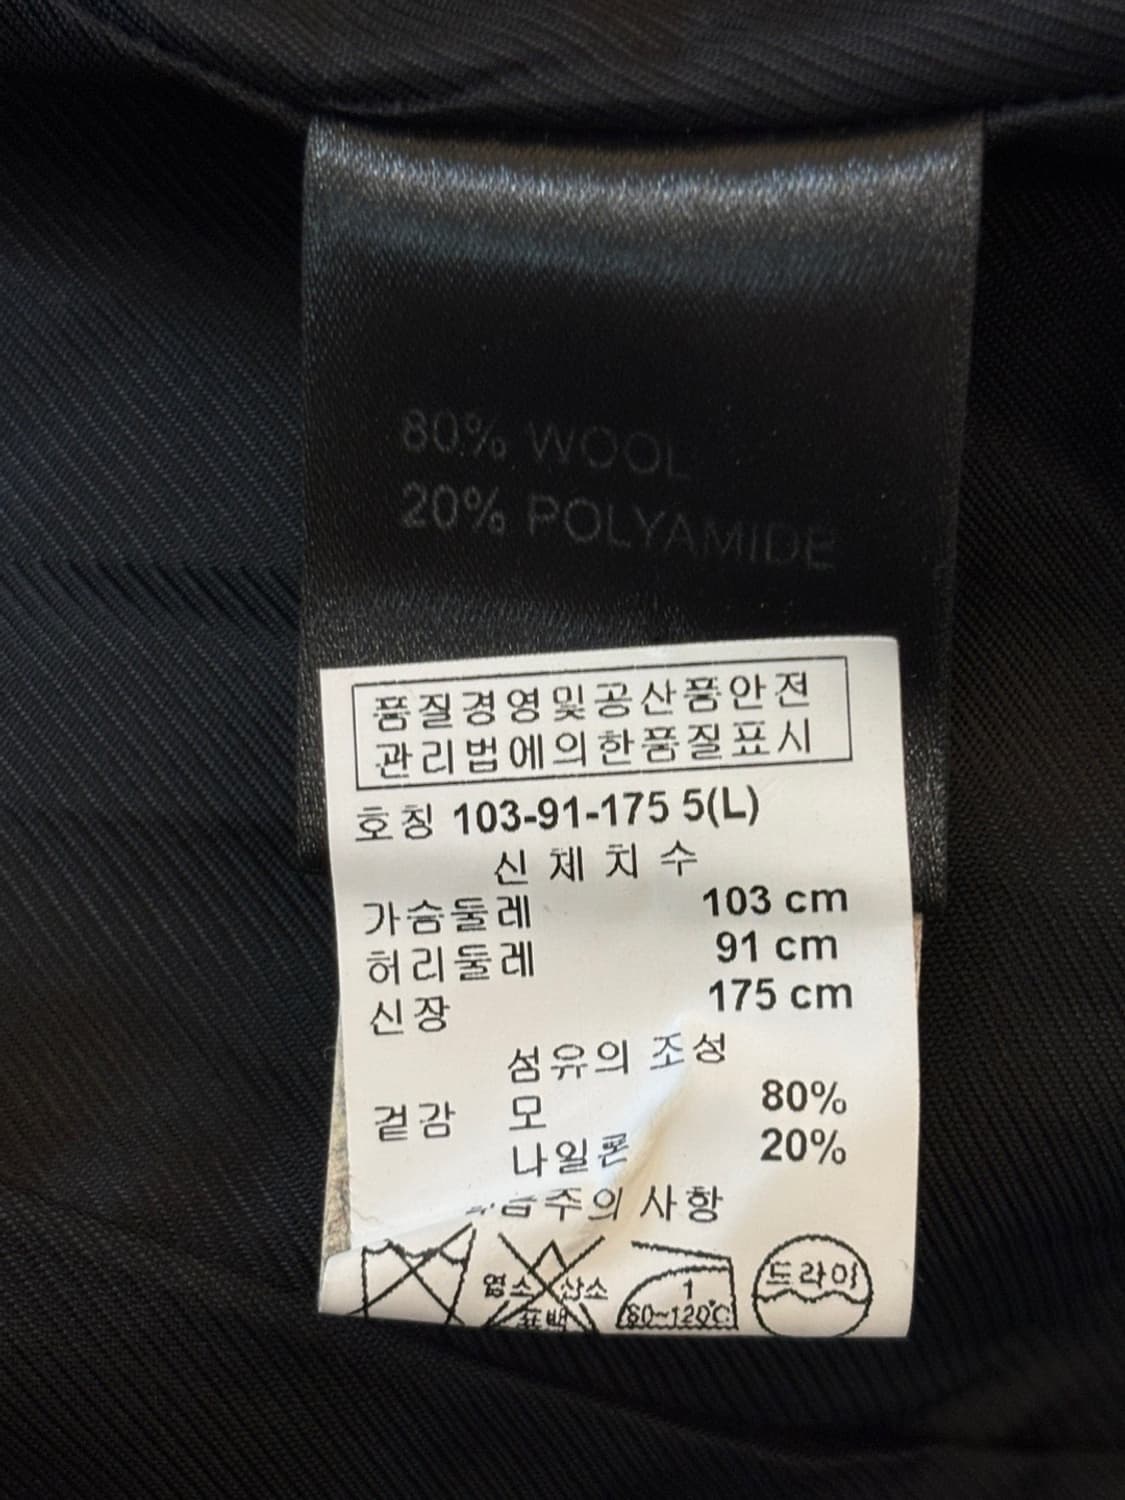 80% WOOL
20% POLYAMIDE
품질경영및공산품안전
관리법에의한품질표시
호칭 103-91-175 5(L)
신체치수
가슴둘레 103 cm
허리둘레 91 cm
신장 175 cm
섬유의 조성
겉감 모 80%
나일론 20%
주의 사항
염소 산소 1 드라이
표백 80~120℃